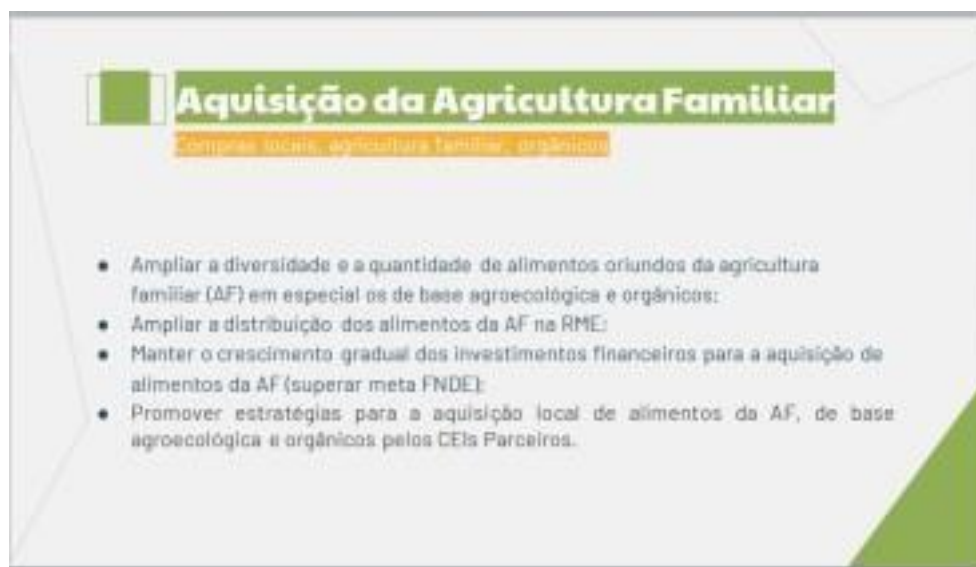 Aquisição da Agricultura Familiar
Compras locais, agricultura familiar, orgânicos
● Ampliar a diversidade e a quantidade de alimentos oriundos da agricultura
familiar (AF) em especial os de base agroecológica e orgânicos;
● Ampliar a distribuição dos alimentos da AF na RME;
● Manter o crescimento gradual dos investimentos financeiros para a aquisição de
alimentos da AF (superar meta FNDE);
● Promover estratégias para a aquisição local de alimentos da AF, de base
agroecológica e orgânicos pelos CEIs Parceiros.